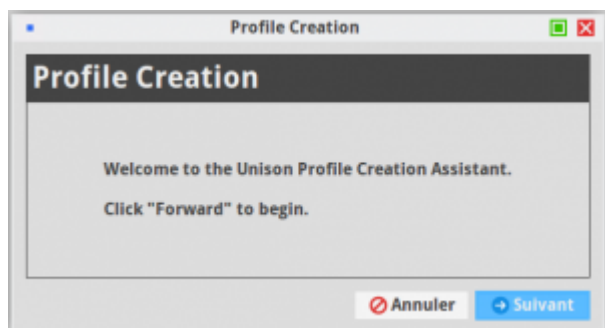 Profile Creation
Profile Creation
Welcome to the Unison Profile Creation Assistant.
Click "Forward" to begin.
Annuler
Suivant